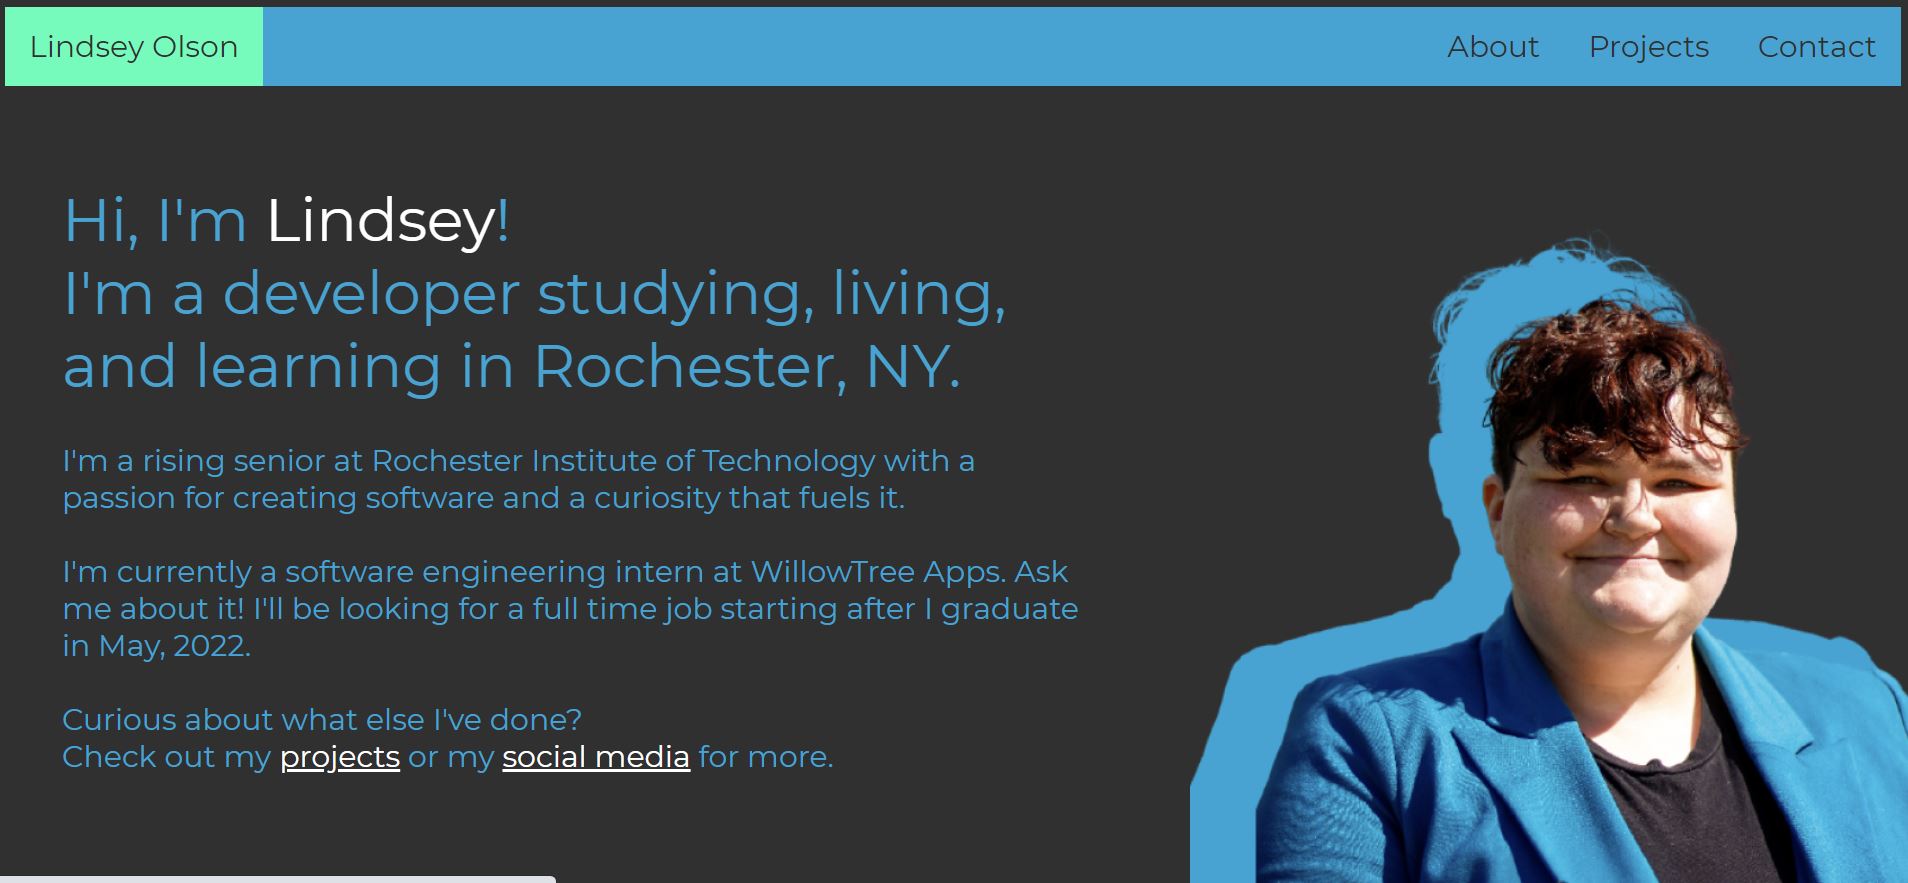 Lindsey Olson
About
Projects
Contact
Hi, I'm Lindsey!
I'm a developer studying, living,
and learning in Rochester, NY.
I'm a rising senior at Rochester Institute of Technology with a
passion for creating software and a curiosity that fuels it.
I'm currently a software engineering intern at WillowTree Apps. Ask
me about it! I'll be looking for a full time job starting after I graduate
in May, 2022.
Curious about what else I've done?
Check out my projects or my social media for more.